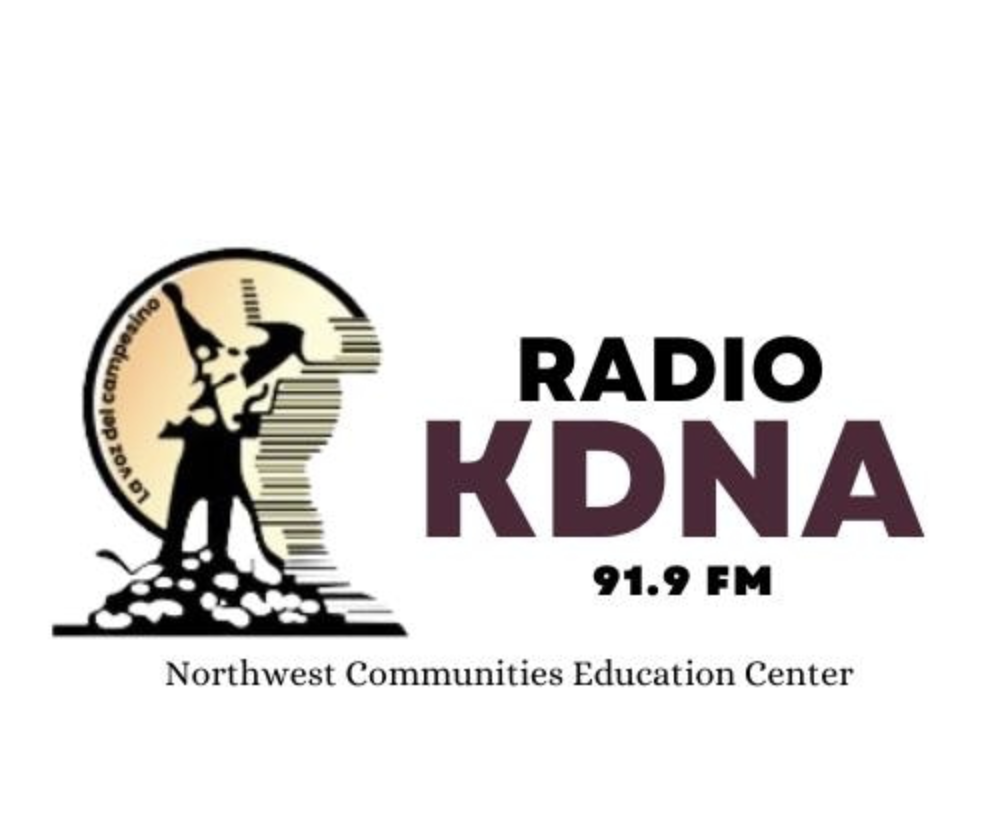 La voz del campesino
RADIO
KDNA
91.9 FM
Northwest Communities Education Center